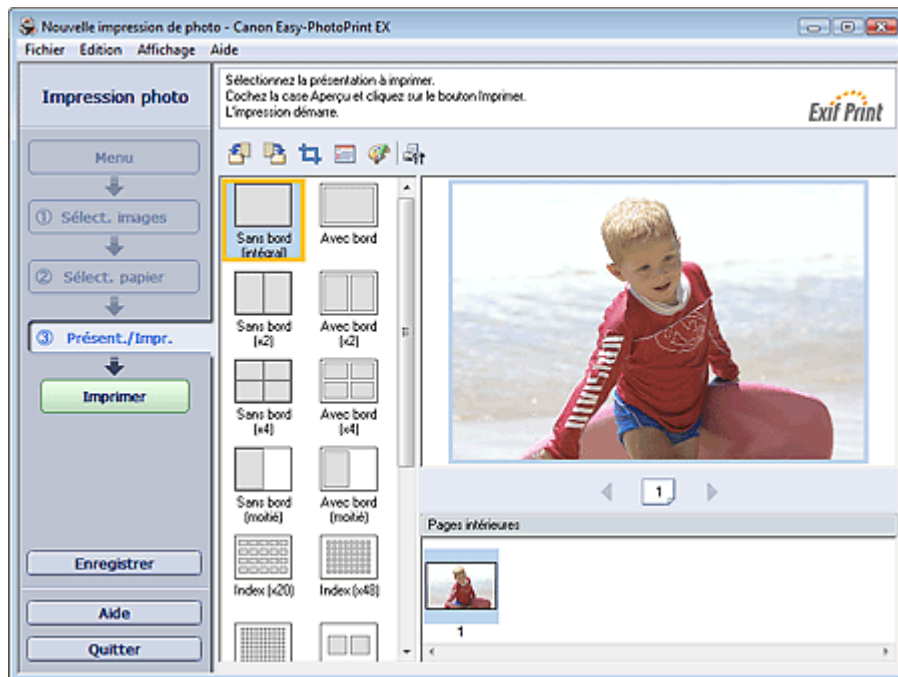 Nouvelle impression de photo - Canon Easy-PhotoPrint EX
Fichier Edition Affichage Aide
Impression photo
Sélectionnez la présentation à imprimer.
Cochez la case Aperçu et cliquez sur le bouton Imprimer.
L'impression démarre.
Exif Print
Menu
① Sélect. images
② Sélect. papier
③ Présent./Impr.
Imprimer
Enregistrer
Aide
Quitter
Sans bord (intégral)
Avec bord
Sans bord (x2)
Avec bord (x2)
Sans bord (x4)
Avec bord (x4)
Sans bord (moitié)
Avec bord (moitié)
Index (x20)
Index (x48)
1
Pages intérieures
1